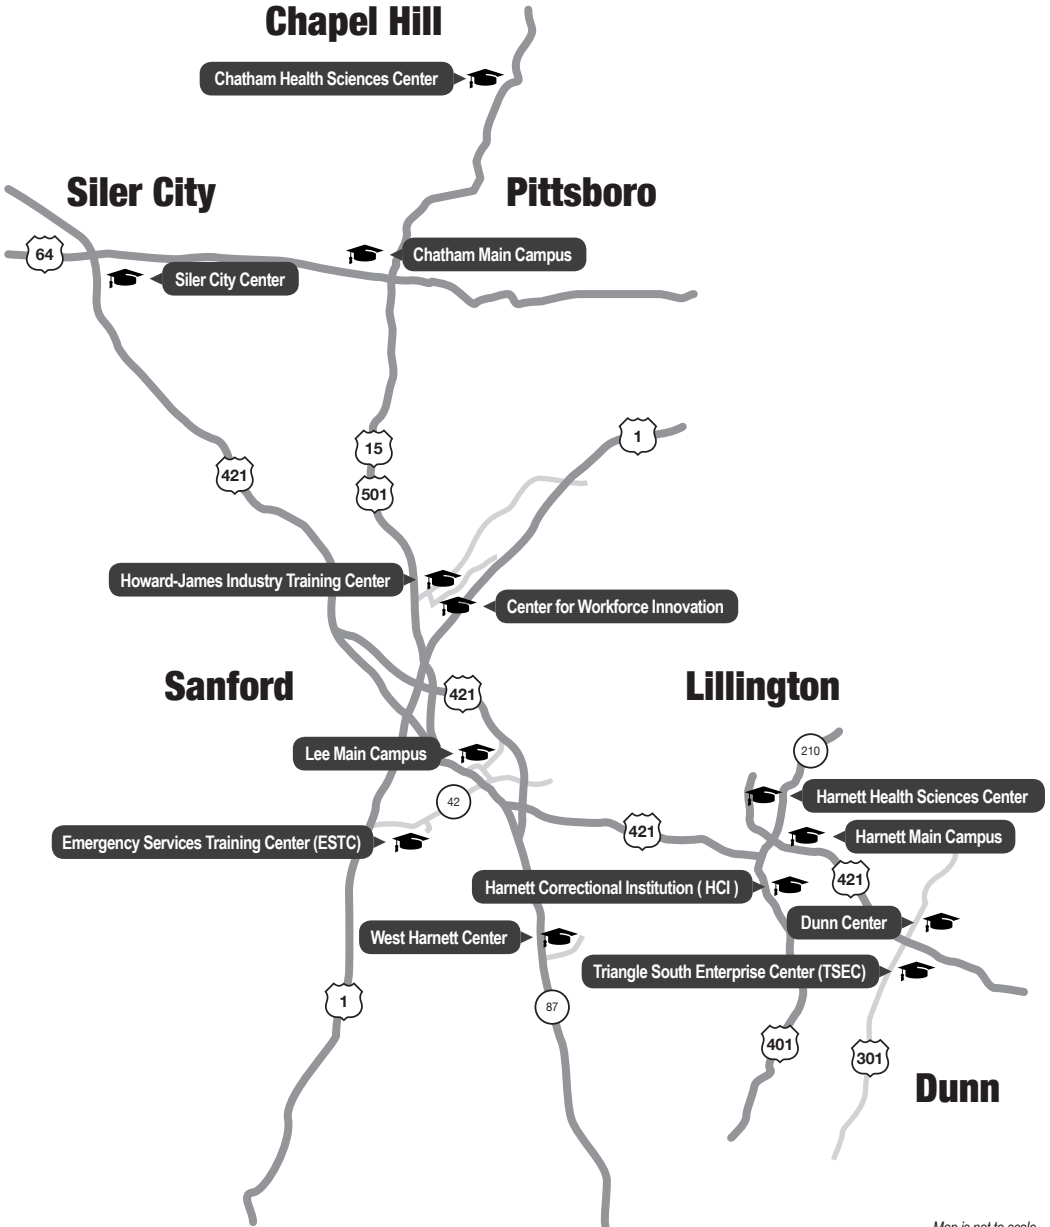 Chapel Hill
Chatham Health Sciences Center
Siler City
Pittsboro
64
Chatham Main Campus
Siler City Center
1
15
421
501
Howard-James Industry Training Center
Center for Workforce Innovation
Sanford
421
Lillington
210
Lee Main Campus
Harnett Health Sciences Center
42
421
Harnett Main Campus
Emergency Services Training Center (ESTC)
421
Harnett Correctional Institution ( HCI )
Dunn Center
West Harnett Center
Triangle South Enterprise Center (TSEC)
1
87
401
301
Dunn
Map is not to scale